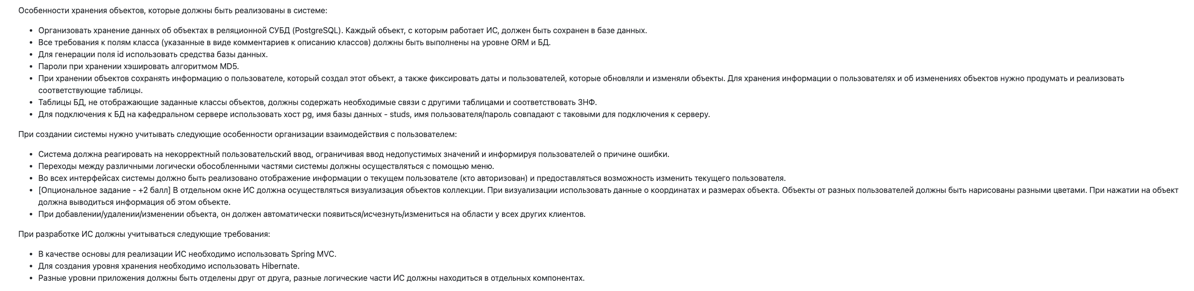 Особенности хранения объектов, которые должны быть реализованы в системе:
• Организовать хранение данных об объектах в реляционной СУБД (PostgreSQL). Каждый объект, с которым работает ИС, должен быть сохранен в базе данных.
• Все требования к полям класса (указанные в виде комментариев к описанию классов) должны быть выполнены на уровне ORM и БД.
• Для генерации поля id использовать средства базы данных.
• Пароли при хранении хэшировать алгоритмом MD5.
• При хранении объектов сохранять информацию о пользователе, который создал этот объект, а также фиксировать даты и пользователей, которые обновляли и изменяли объекты. Для хранения информации о пользователях и об изменениях объектов нужно продумать и реализовать
соответствующие таблицы.
• Таблицы БД, не отображающие заданные классы объектов, должны содержать необходимые связи с другими таблицами и соответствовать 3НФ.
• Для подключения к БД на кафедральном сервере использовать хост pg, имя базы данных - studs, имя пользователя/пароль совпадают с таковыми для подключения к серверу.
При создании системы нужно учитывать следующие особенности организации взаимодействия с пользователем:
• Система должна реагировать на некорректный пользовательский ввод, ограничивая ввод недопустимых значений и информируя пользователей о причине ошибки.
• Переходы между различными логически обособленными частями системы должны осуществляться с помощью меню.
• Во всех интерфейсах системы должно быть реализовано отображение информации о текущем пользователе (кто авторизован) и предоставляться возможность изменить текущего пользователя.
• [Опциональное задание - +2 балл] В отдельном окне ИС должна осуществляться визуализация объектов коллекции. При визуализации использовать данные о координатах и размерах объекта. Объекты от разных пользователей должны быть нарисованы разными цветами. При нажатии на объект
должна выводиться информация об этом объекте.
• При добавлении/удалении/изменении объекта, он должен автоматически появиться/исчезнуть/измениться на области у всех других клиентов.
При разработке ИС должны учитываться следующие требования:
• В качестве основы для реализации ИС необходимо использовать Spring MVC.
• Для создания уровня хранения необходимо использовать Hibernate.
• Разные уровни приложения должны быть отделены друг от друга, разные логические части ИС должны находиться в отдельных компонентах.